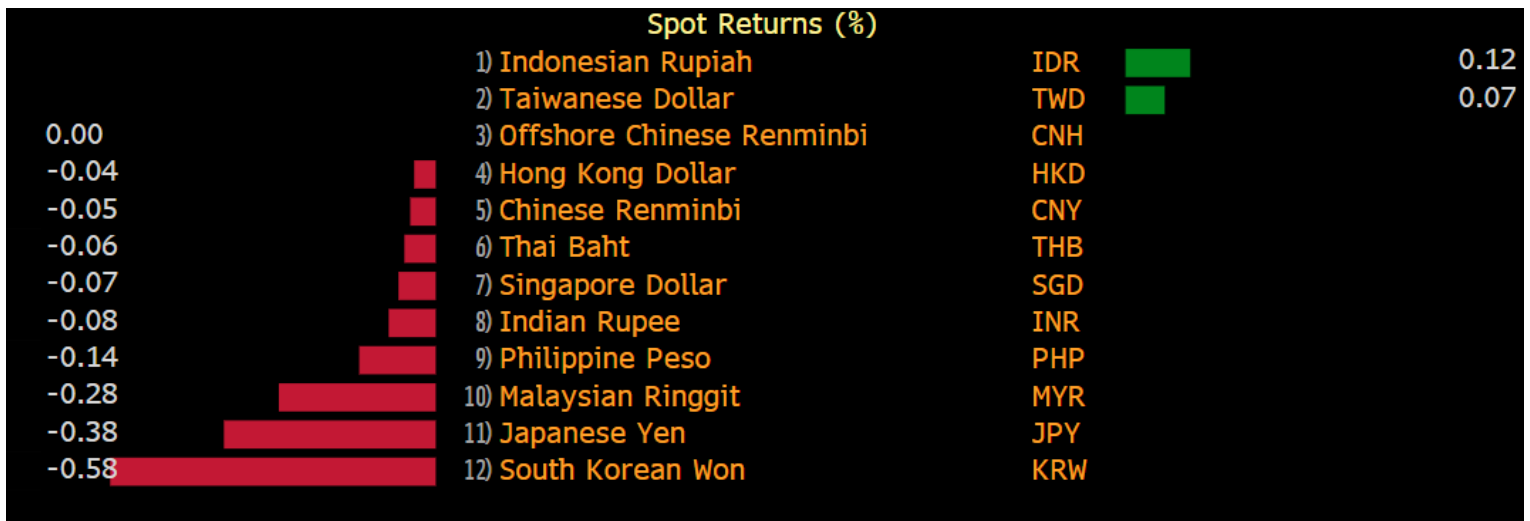 Spot Returns (%)
1) Indonesian Rupiah IDR 0.12
2) Taiwanese Dollar TWD 0.07
0.00 3) Offshore Chinese Renminbi CNH
-0.04 4) Hong Kong Dollar HKD
-0.05 5) Chinese Renminbi CNY
-0.06 6) Thai Baht THB
-0.07 7) Singapore Dollar SGD
-0.08 8) Indian Rupee INR
-0.14 9) Philippine Peso PHP
-0.28 10) Malaysian Ringgit MYR
-0.38 11) Japanese Yen JPY
-0.58 12) South Korean Won KRW